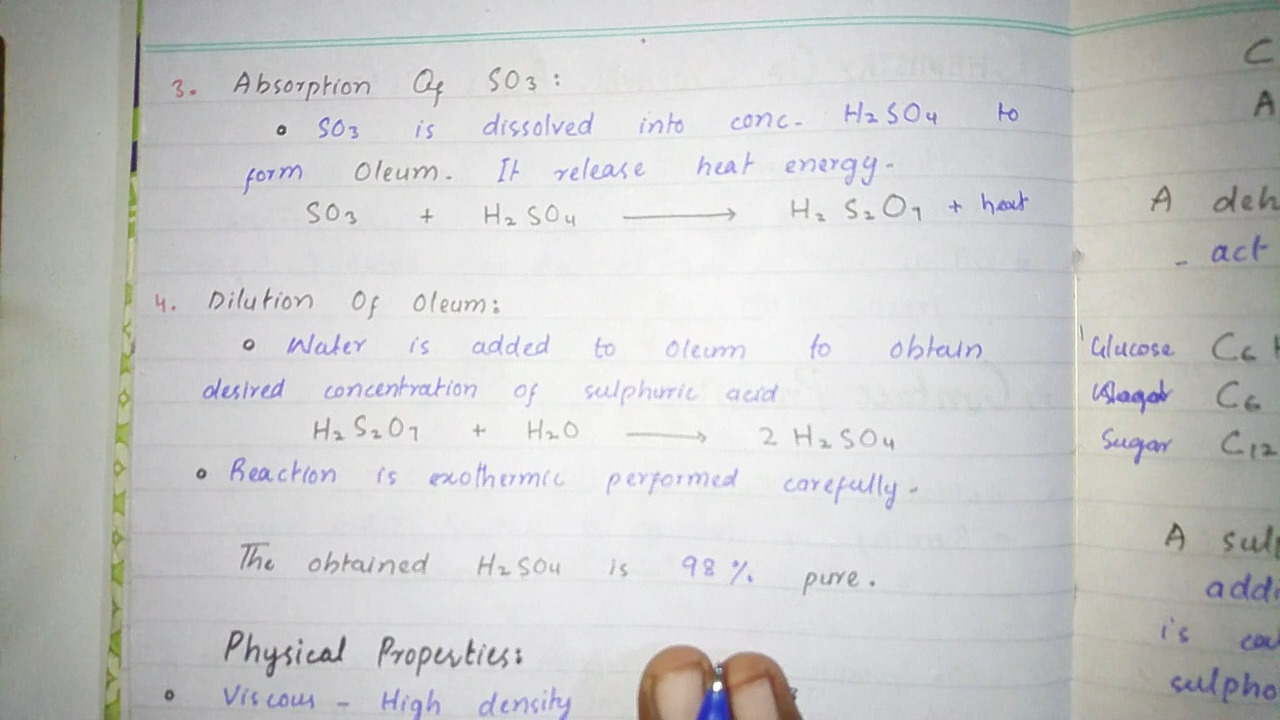 3. Absorption Of SO3 :
• SO3 is dissolved into conc. H2SO4 to
form Oleum. It release heat energy.
SO3 + H2SO4 ⟶ H2S2O7 + heat
4. Dilution Of Oleum:
• Water is added to Oleum to obtain
desired concentration of sulphuric acid
H2S2O7 + H2O ⟶ 2 H2SO4
• Reaction is exothermic performed carefully.
The obtained H2SO4 is 98% pure.
Physical Properties:
• Viscous - High density
C
A
A deh
- act
Glucose C6 H
C6
Sugar C12
A sul
add
is
sulpho